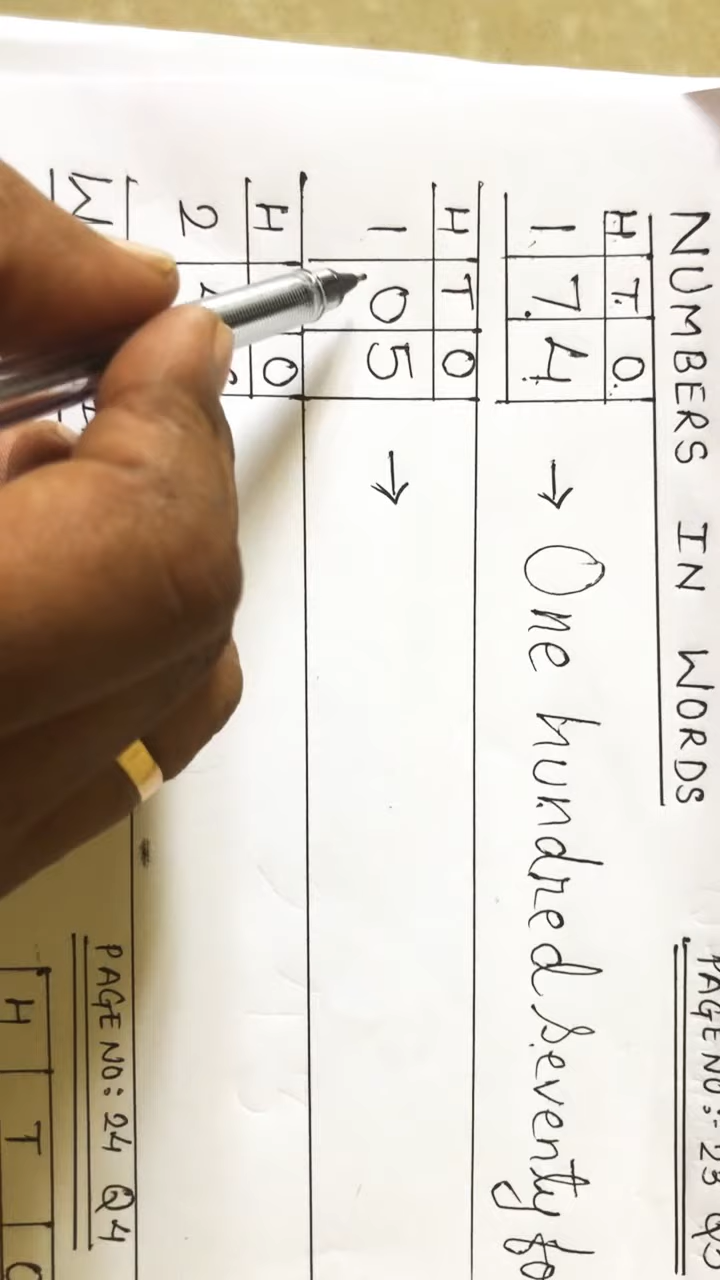 NUMBERS IN WORDS
PAGE NO:- 23
H. T. O.
1 7 4 → One hundred Seventy fo
H T O
1 0 5 →
H O
2
PAGE NO: 24 Q4
H T O